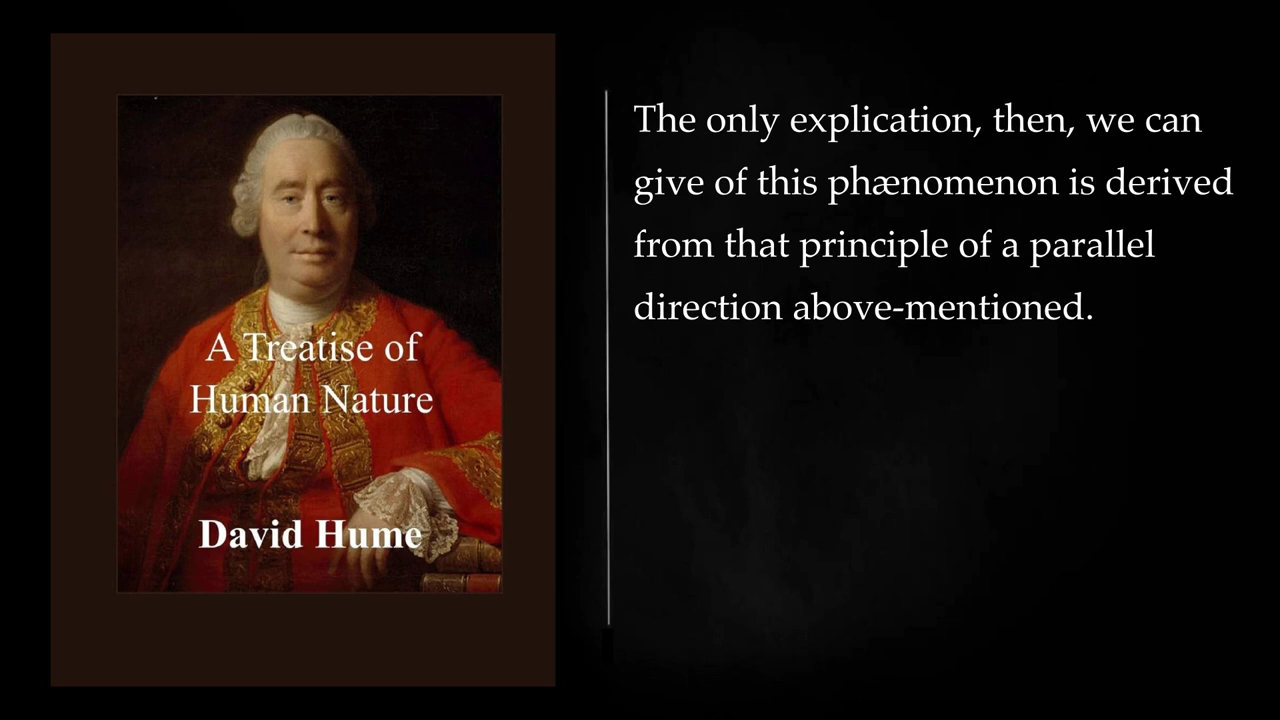 A Treatise of
Human Nature
David Hume
The only explication, then, we can
give of this phænomenon is derived
from that principle of a parallel
direction above-mentioned.